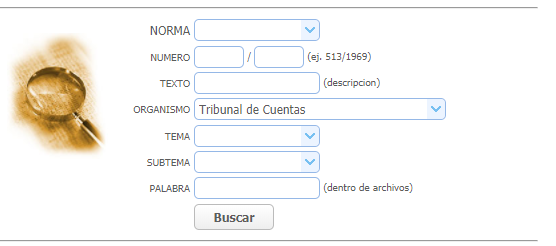 NORMA
NUMERO / (ej. 513/1969)
TEXTO (descripcion)
ORGANISMO Tribunal de Cuentas
TEMA
SUBTEMA
PALABRA (dentro de archivos)
Buscar